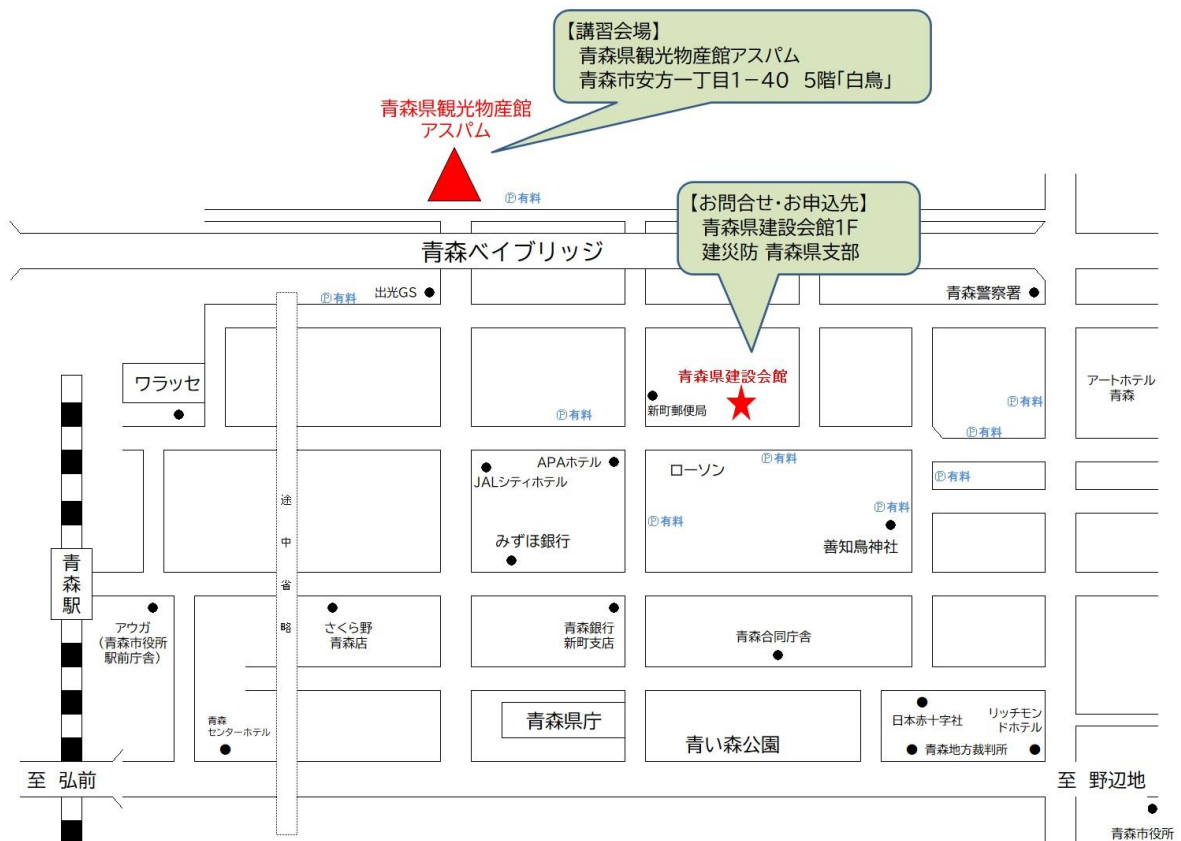 【講習会場】
青森県観光物産館アスパム
青森市安方一丁目1－40 5階「白鳥」
青森県観光物産館
アスパム
Ⓟ有料
【お問合せ・お申込先】
青森県建設会館1F
建災防 青森県支部
青森ベイブリッジ
Ⓟ有料
出光GS
青森警察署
ワラッセ
青森県建設会館
新町郵便局
Ⓟ有料
アートホテル
青森
Ⓟ有料
Ⓟ有料
JALシティホテル
APAホテル
ローソン
Ⓟ有料
Ⓟ有料
Ⓟ有料
Ⓟ有料
みずほ銀行
善知鳥神社
途中省略
青森駅
アウガ
（青森市役所
駅前庁舎）
さくら野
青森店
青森銀行
新町支店
青森合同庁舎
青森
センターホテル
青森県庁
青い森公園
日本赤十字社
リッチモン
ドホテル
青森地方裁判所
至 弘前
至 野辺地
青森市役所